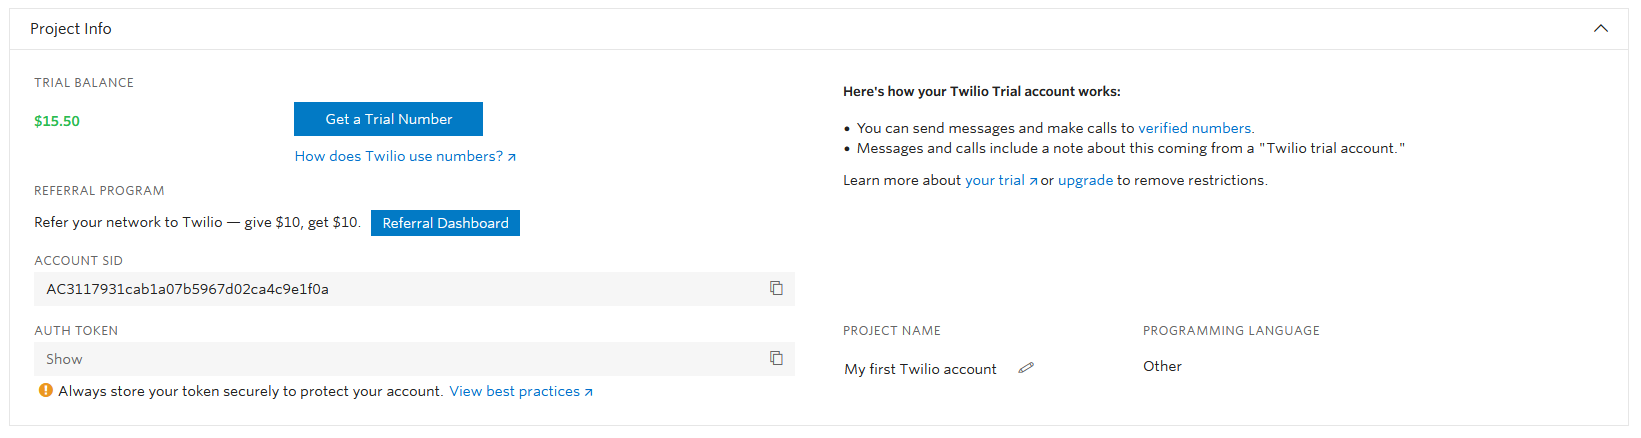 Project Info
TRIAL BALANCE
$15.50
Get a Trial Number
How does Twilio use numbers?
REFERRAL PROGRAM
Refer your network to Twilio — give $10, get $10.
Referral Dashboard
ACCOUNT SID
AC3117931cab1a07b5967d02ca4c9e1f0a
AUTH TOKEN
Show
Always store your token securely to protect your account. View best practices
Here's how your Twilio Trial account works:
• You can send messages and make calls to verified numbers.
• Messages and calls include a note about this coming from a "Twilio trial account."
Learn more about your trial or upgrade to remove restrictions.
PROJECT NAME
My first Twilio account
PROGRAMMING LANGUAGE
Other